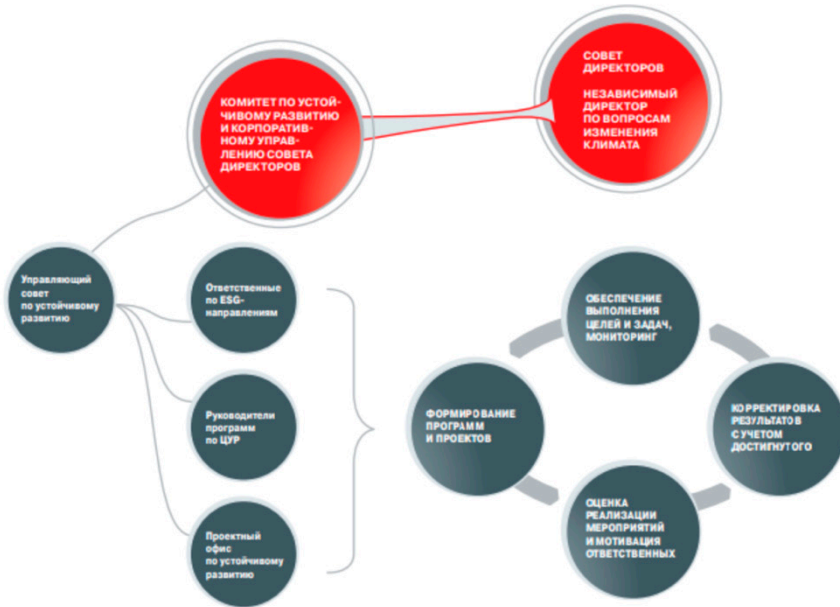 КОМИТЕТ ПО УСТОЙ-
ЧИВОМУ РАЗВИТИЮ
И КОРПОРАТИВ-
НОМУ УПРАВ-
ЛЕНИЮ СОВЕТА
ДИРЕКТОРОВ
СОВЕТ
ДИРЕКТОРОВ
НЕЗАВИСИМЫЙ
ДИРЕКТОР
ПО ВОПРОСАМ
ИЗМЕНЕНИЯ
КЛИМАТА
Управляющий
совет
по устойчивому
развитию
Ответственные
по ESG-
направлениям
Руководители
программ
по ЦУР
Проектный
офис
по устойчивому
развитию
ОБЕСПЕЧЕНИЕ
ВЫПОЛНЕНИЯ
ЦЕЛЕЙ И ЗАДАЧ,
МОНИТОРИНГ
ФОРМИРОВАНИЕ
ПРОГРАММ
И ПРОЕКТОВ
КОРРЕКТИРОВКА
РЕЗУЛЬТАТОВ
С УЧЕТОМ
ДОСТИГНУТОГО
ОЦЕНКА
РЕАЛИЗАЦИИ
МЕРОПРИЯТИЙ
И МОТИВАЦИЯ
ОТВЕТСТВЕННЫХ